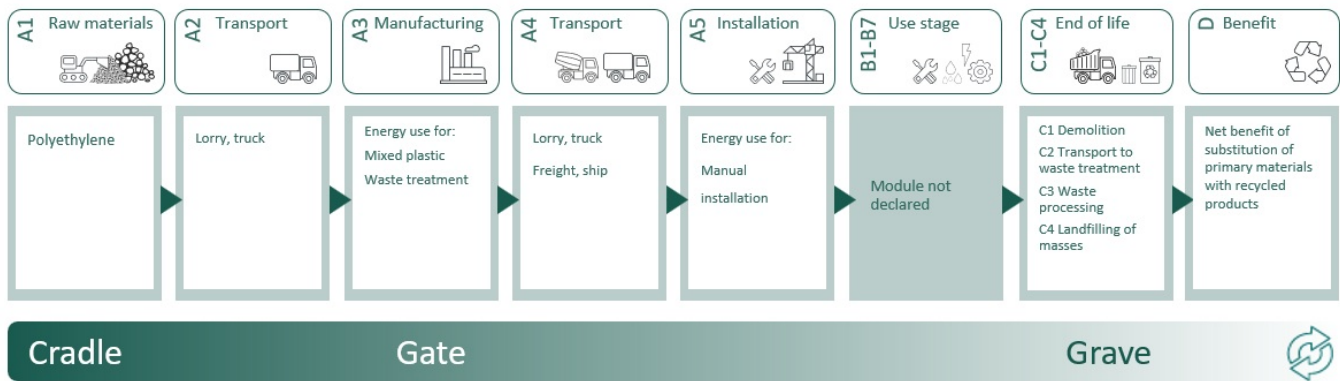 A1 Raw materials
A2 Transport
A3 Manufacturing
A4 Transport
A5 Installation
B1-B7 Use stage
C1-C4 End of life
D Benefit
Polyethylene
Lorry, truck
Energy use for:
Mixed plastic
Waste treatment
Lorry, truck
Freight, ship
Energy use for:
Manual
installation
Module not
declared
C1 Demolition
C2 Transport to
waste treatment
C3 Waste
processing
C4 Landfilling of
masses
Net benefit of
substitution of
primary materials
with recycled
products
Cradle
Gate
Grave